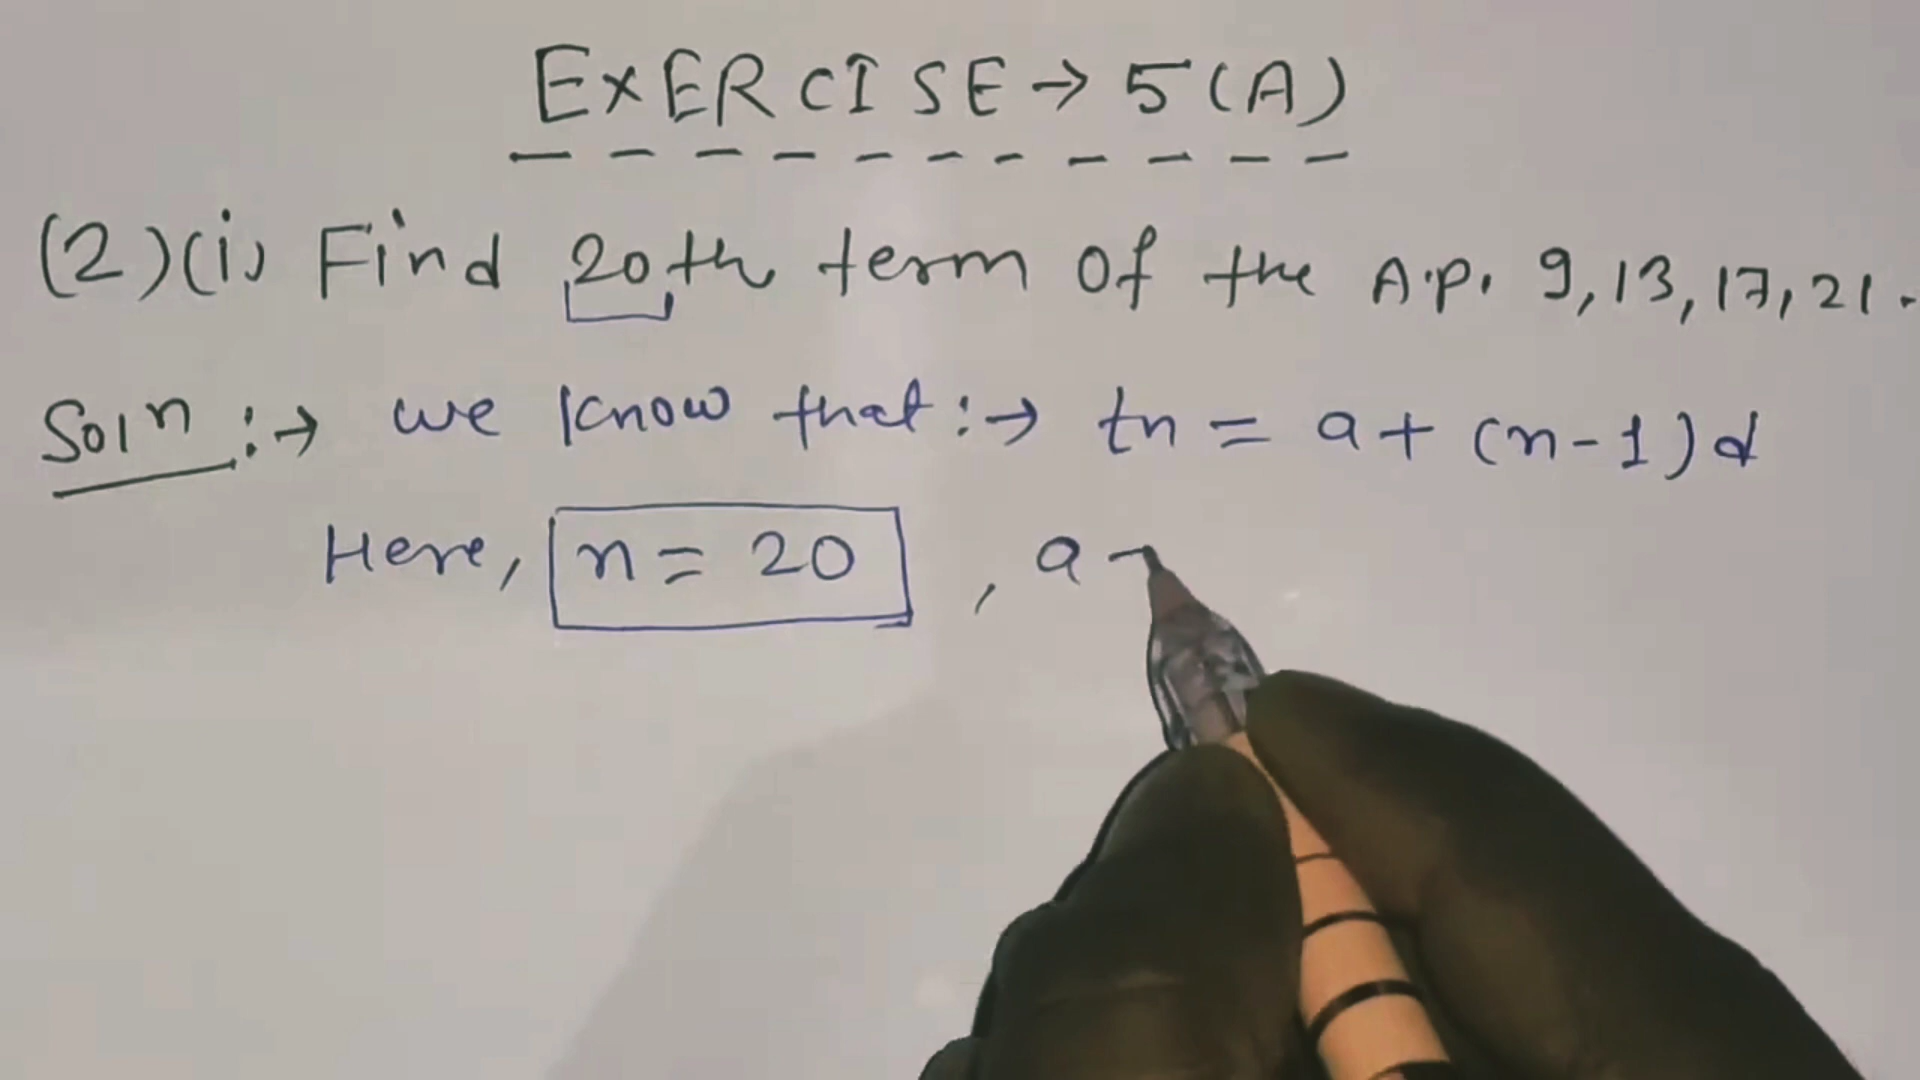 EXERCISE → 5(A)
(2)(i) Find 20th term of the A.P. 9, 13, 17, 21.
Solⁿ :→ we know that :→ tn = a + (n-1)d
Here, n = 20 , a -